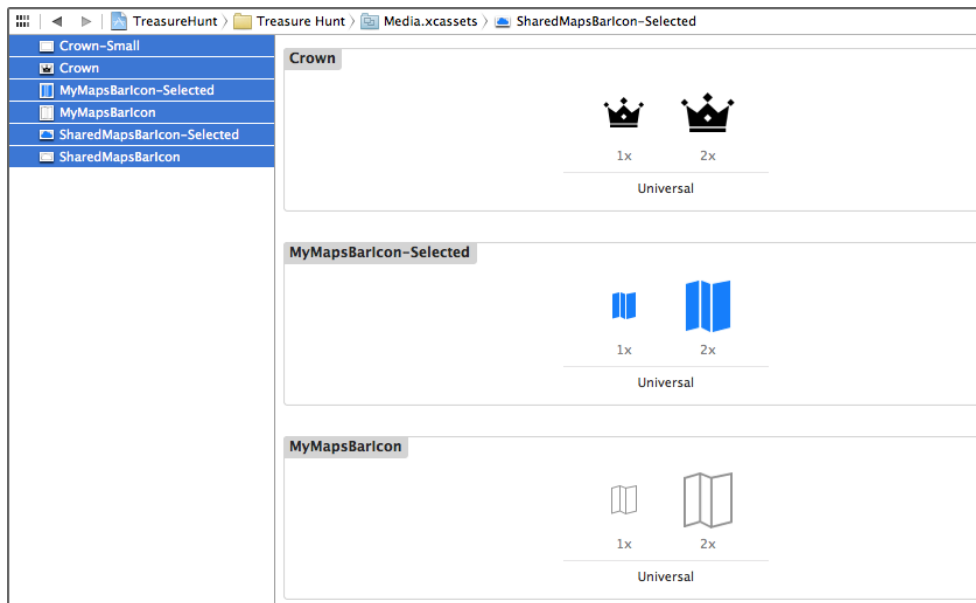 TreasureHunt Treasure Hunt Media.xcassets SharedMapsBarIcon-Selected
Crown-Small
Crown
MyMapsBarIcon-Selected
MyMapsBarIcon
SharedMapsBarIcon-Selected
SharedMapsBarIcon
Crown
1x 2x
Universal
MyMapsBarIcon-Selected
1x 2x
Universal
MyMapsBarIcon
1x 2x
Universal